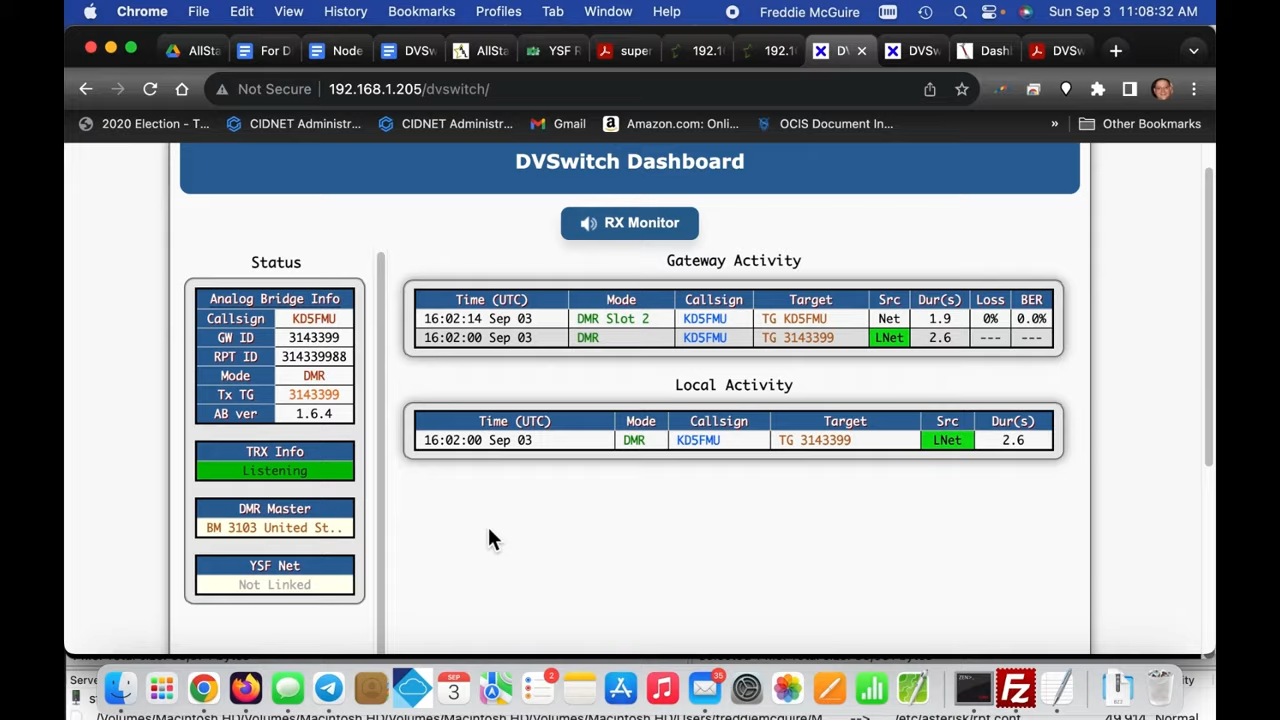 Chrome File Edit View History Bookmarks Profiles Tab Window Help Freddie McGuire Sun Sep 3 11:08:32 AM
AllSta For D Node DVSw AllSta YSF R super 192.1 192.1 DV DVSw Dash DVSW
Not Secure 192.168.1.205/dvswitch/
2020 Election - T... CIDNET Administr... CIDNET Administr... Gmail Amazon.com: Onli... OCIS Document In... » Other Bookmarks
DVSwitch Dashboard
RX Monitor
Status
Analog Bridge Info
Callsign KD5FMU
GW ID 3143399
RPT ID 314339988
Mode DMR
Tx TG 3143399
AB ver 1.6.4
TRX Info
Listening
DMR Master
BM 3103 United St..
YSF Net
Not Linked
Gateway Activity
Time (UTC) Mode Callsign Target Src Dur(s) Loss BER
16:02:14 Sep 03 DMR Slot 2 KD5FMU TG KD5FMU Net 1.9 0% 0.0%
16:02:00 Sep 03 DMR KD5FMU TG 3143399 LNet 2.6 --- ---
Local Activity
Time (UTC) Mode Callsign Target Src Dur(s)
16:02:00 Sep 03 DMR KD5FMU TG 3143399 LNet 2.6
SEP
3
2
35
Serve